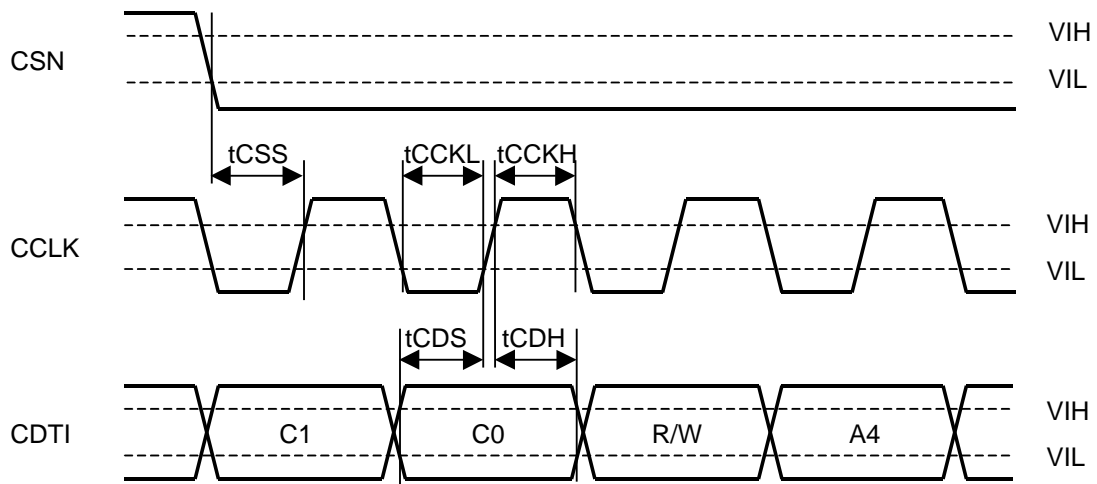 CSN
VIH
VIL
tCSS
tCCKL
tCCKH
CCLK
VIH
VIL
tCDS
tCDH
CDTI
C1
C0
R/W
A4
VIH
VIL